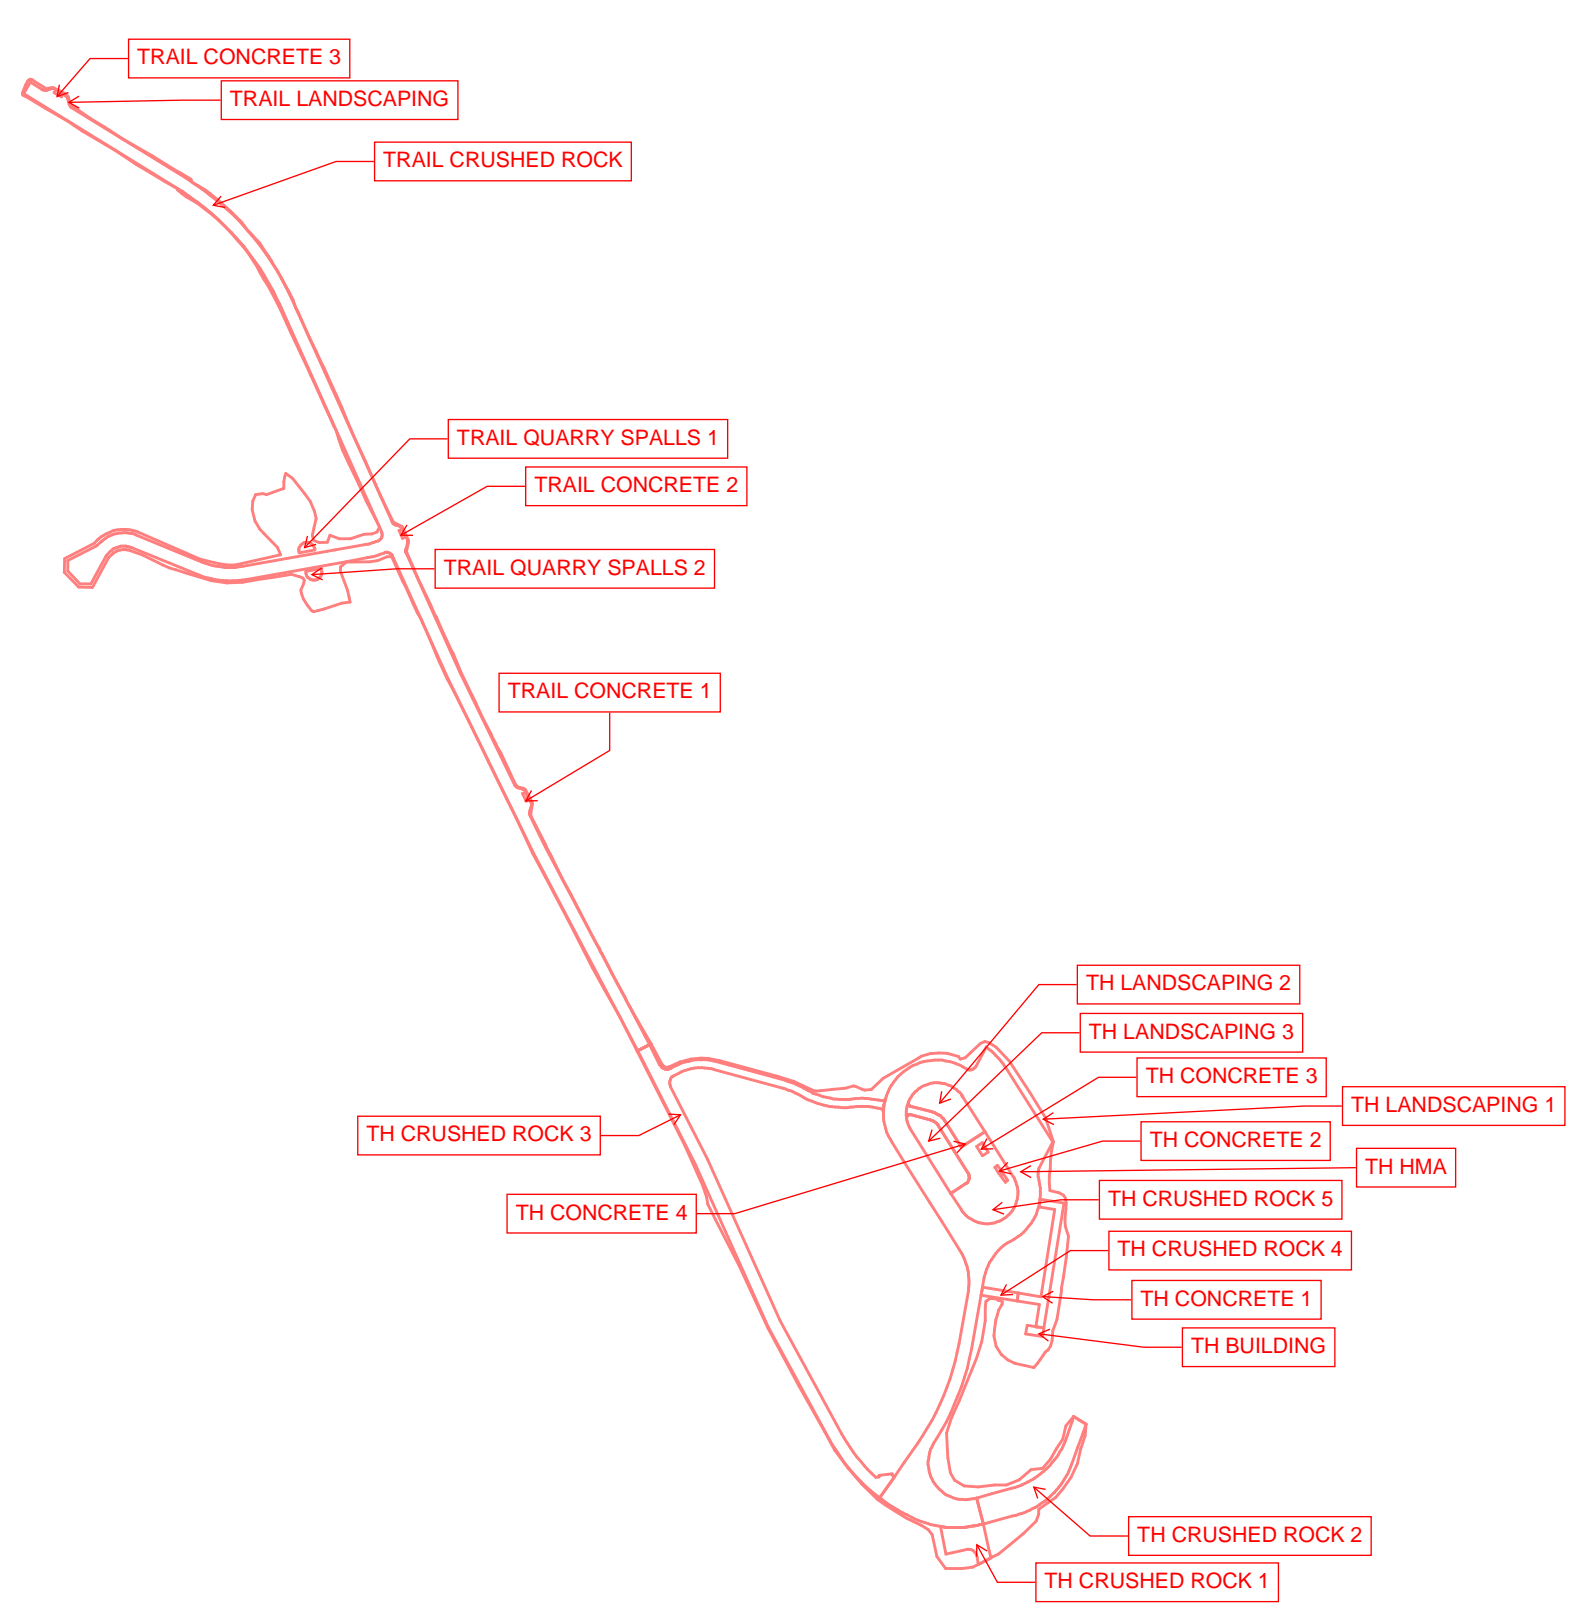 TRAIL CONCRETE 3
TRAIL LANDSCAPING
TRAIL CRUSHED ROCK
TRAIL QUARRY SPALLS 1
TRAIL CONCRETE 2
TRAIL QUARRY SPALLS 2
TRAIL CONCRETE 1
TH LANDSCAPING 2
TH LANDSCAPING 3
TH CONCRETE 3
TH LANDSCAPING 1
TH CRUSHED ROCK 3
TH CONCRETE 2
TH HMA
TH CRUSHED ROCK 5
TH CONCRETE 4
TH CRUSHED ROCK 4
TH CONCRETE 1
TH BUILDING
TH CRUSHED ROCK 2
TH CRUSHED ROCK 1